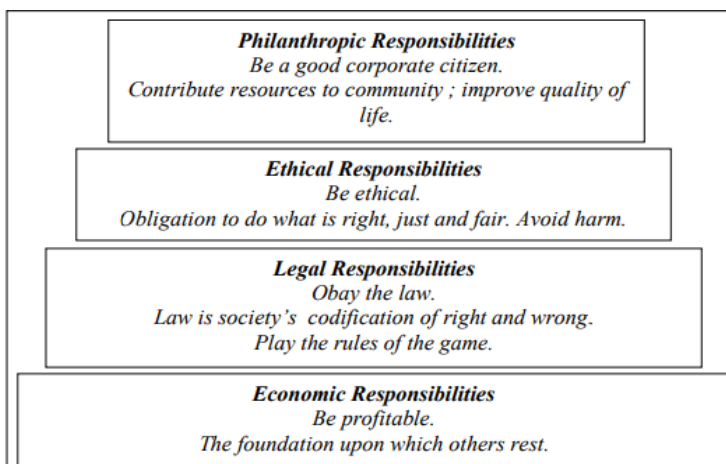 Philanthropic Responsibilities
Be a good corporate citizen.
Contribute resources to community ; improve quality of
life.
Ethical Responsibilities
Be ethical.
Obligation to do what is right, just and fair. Avoid harm.
Legal Responsibilities
Obay the law.
Law is society's codification of right and wrong.
Play the rules of the game.
Economic Responsibilities
Be profitable.
The foundation upon which others rest.